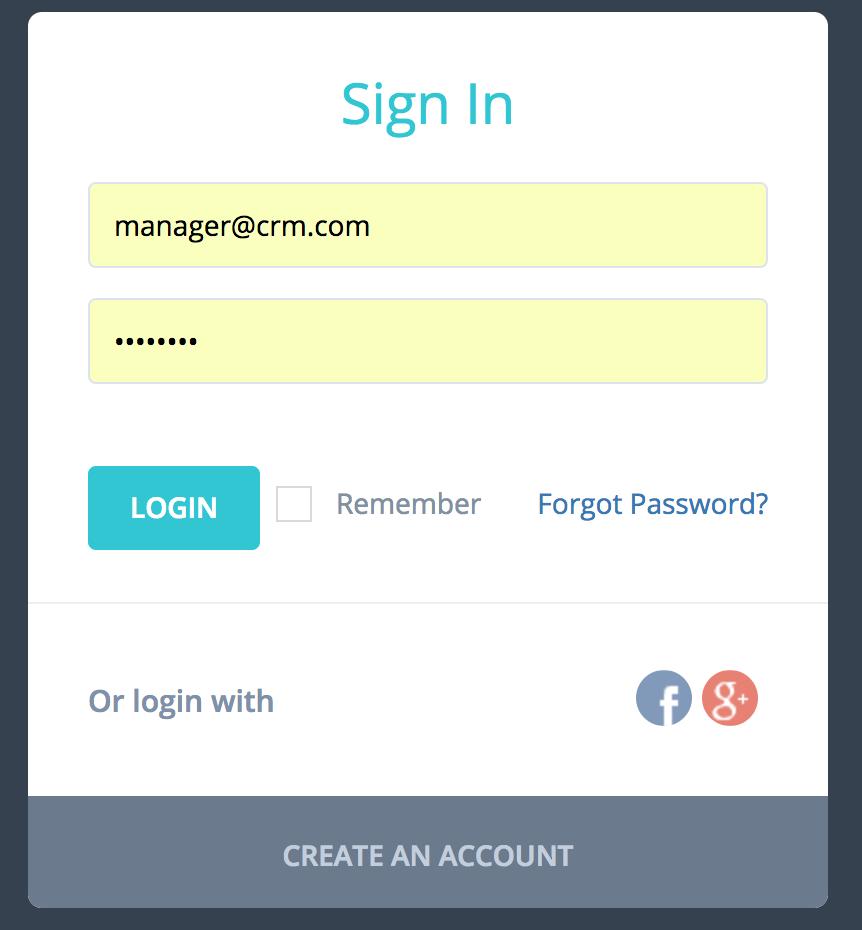 Sign In
manager@crm.com
••••••••
LOGIN Remember Forgot Password?
Or login with f g+
CREATE AN ACCOUNT